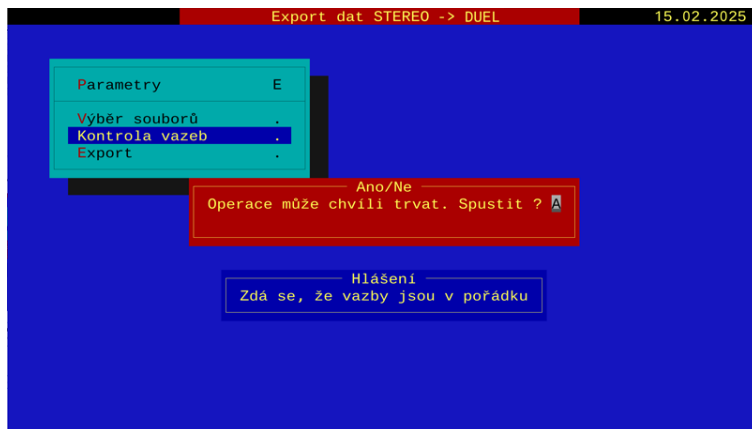 Export dat STEREO -> DUEL 15.02.2025
Parametry E
Výběr souborů .
Kontrola vazeb .
Export .
Ano/Ne
Operace může chvíli trvat. Spustit ? A
Hlášení
Zdá se, že vazby jsou v pořádku